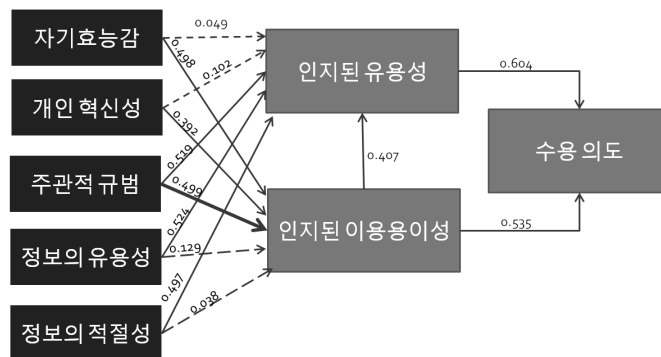 자기효능감
개인 혁신성
주관적 규범
정보의 유용성
정보의 적절성
0.049
0.498
0.102
0.392
0.519
0.499
0.524
0.129
0.497
0.038
인지된 유용성
0.407
인지된 이용용이성
0.604
수용 의도
0.535